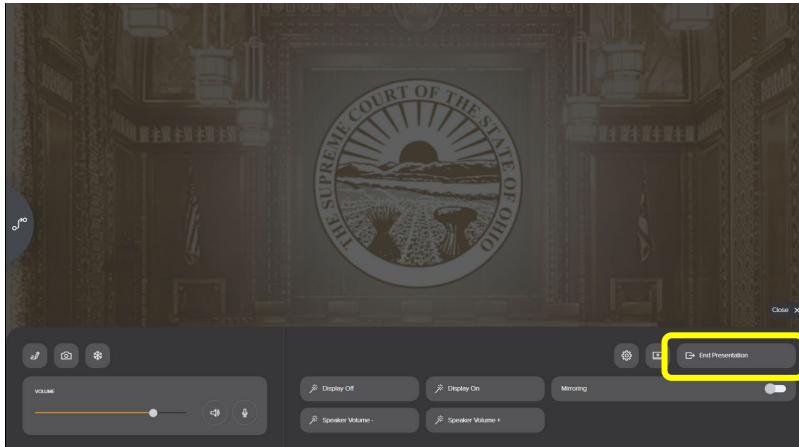 THE SUPREME COURT OF THE STATE OF OHIO
Close X
End Presentation
VOLUME
Display Off
Display On
Mirroring
Speaker Volume -
Speaker Volume +